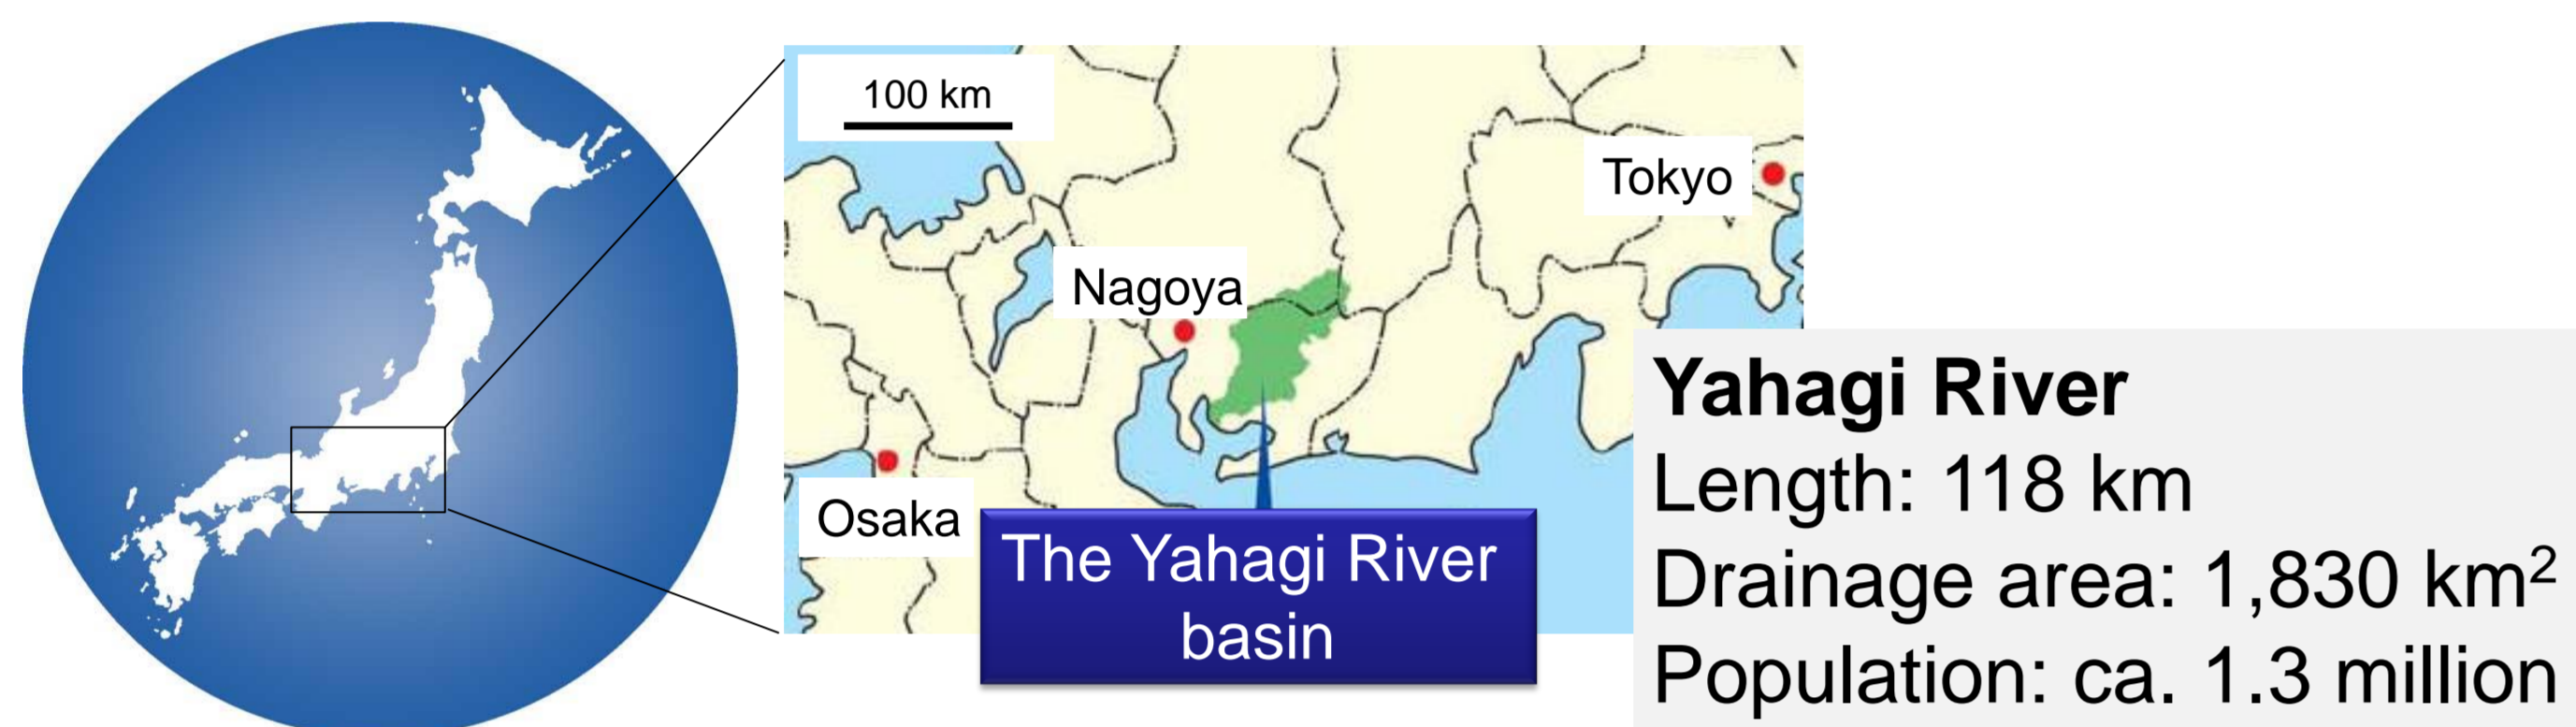 100 km
Tokyo
Nagoya
Osaka
The Yahagi River
basin
Yahagi River
Length: 118 km
Drainage area: 1,830 km²
Population: ca. 1.3 million